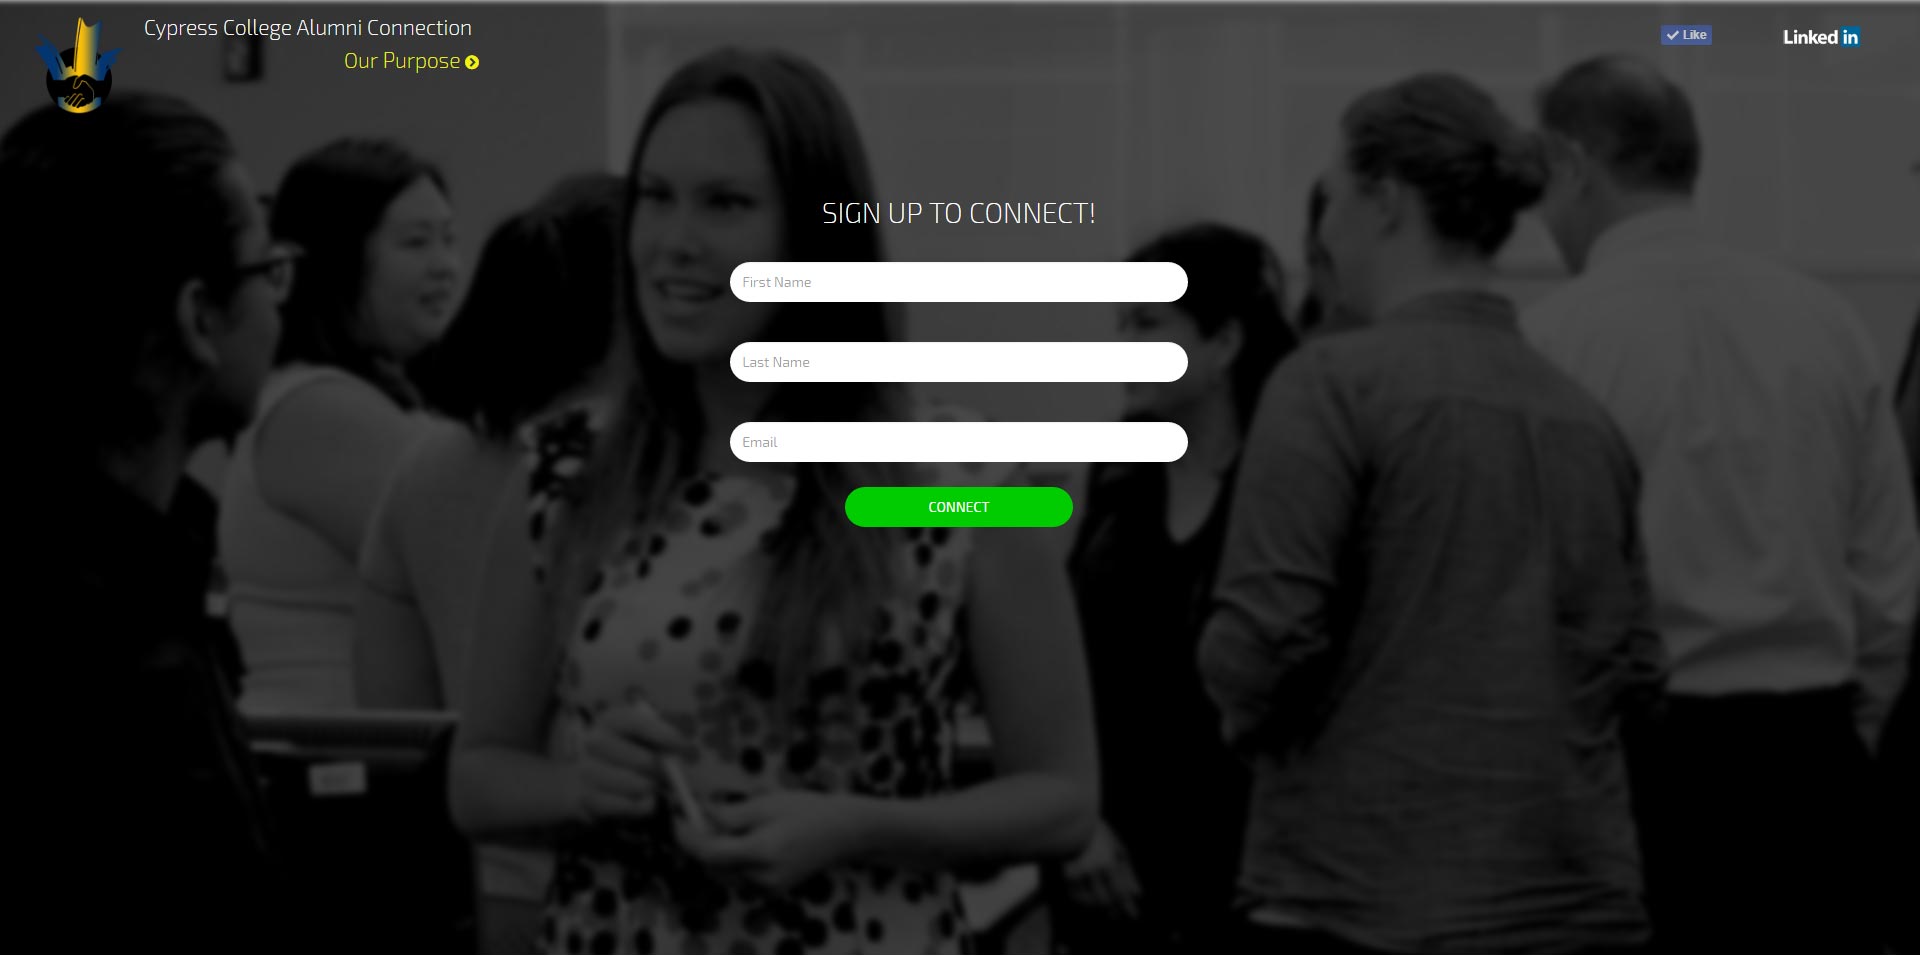 Cypress College Alumni Connection
Our Purpose
Like
Linked in
SIGN UP TO CONNECT!
First Name
Last Name
Email
CONNECT